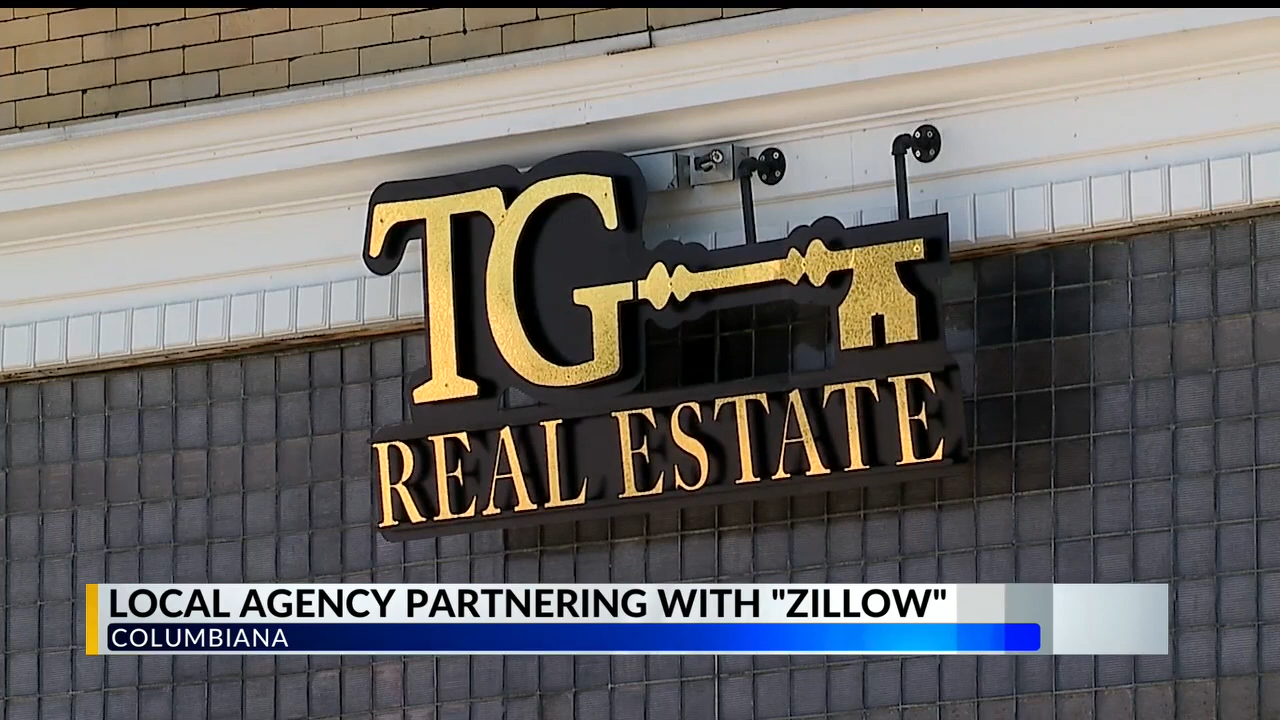 TG
REAL ESTATE
LOCAL AGENCY PARTNERING WITH "ZILLOW"
COLUMBIANA